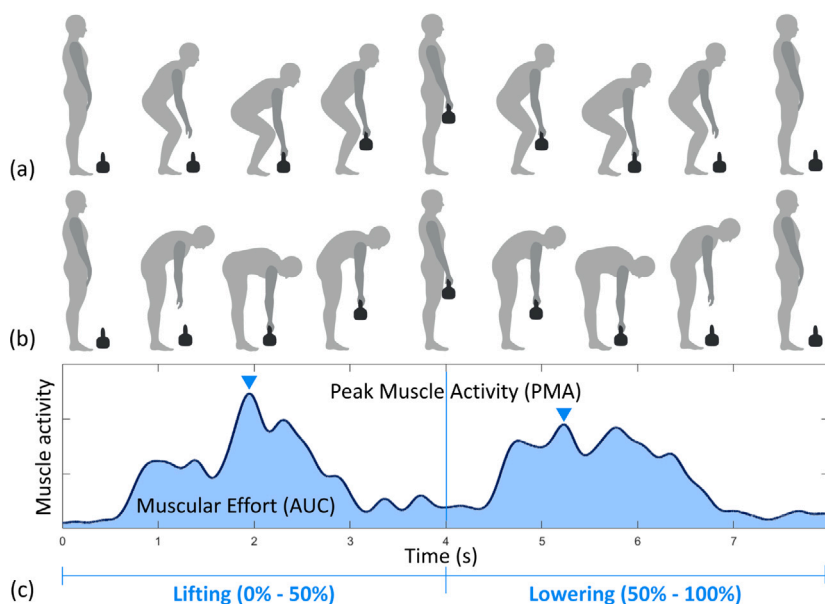 (a)
(b)
Peak Muscle Activity (PMA)
Muscle activity
Muscular Effort (AUC)
0 1 2 3 4 5 6 7
Time (s)
(c)
Lifting (0% - 50%) Lowering (50% - 100%)